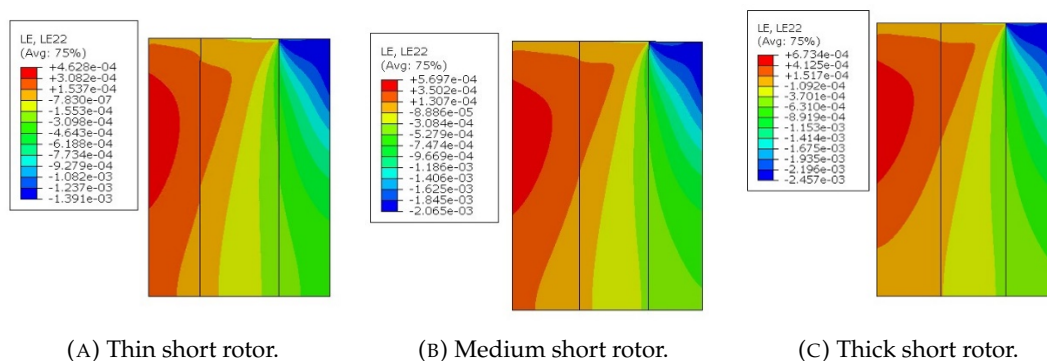 LE, LE22
(Avg: 75%)
+4.628e-04
+3.082e-04
+1.537e-04
-7.830e-07
-1.553e-04
-3.098e-04
-4.643e-04
-6.188e-04
-7.734e-04
-9.279e-04
-1.082e-03
-1.237e-03
-1.391e-03
(A) Thin short rotor.
LE, LE22
(Avg: 75%)
+5.697e-04
+3.502e-04
+1.307e-04
-8.886e-05
-3.084e-04
-5.279e-04
-7.474e-04
-9.669e-04
-1.186e-03
-1.406e-03
-1.625e-03
-1.845e-03
-2.065e-03
(B) Medium short rotor.
LE, LE22
(Avg: 75%)
+6.734e-04
+4.125e-04
+1.517e-04
-1.092e-04
-3.701e-04
-6.310e-04
-8.919e-04
-1.153e-03
-1.414e-03
-1.675e-03
-1.935e-03
-2.196e-03
-2.457e-03
(C) Thick short rotor.